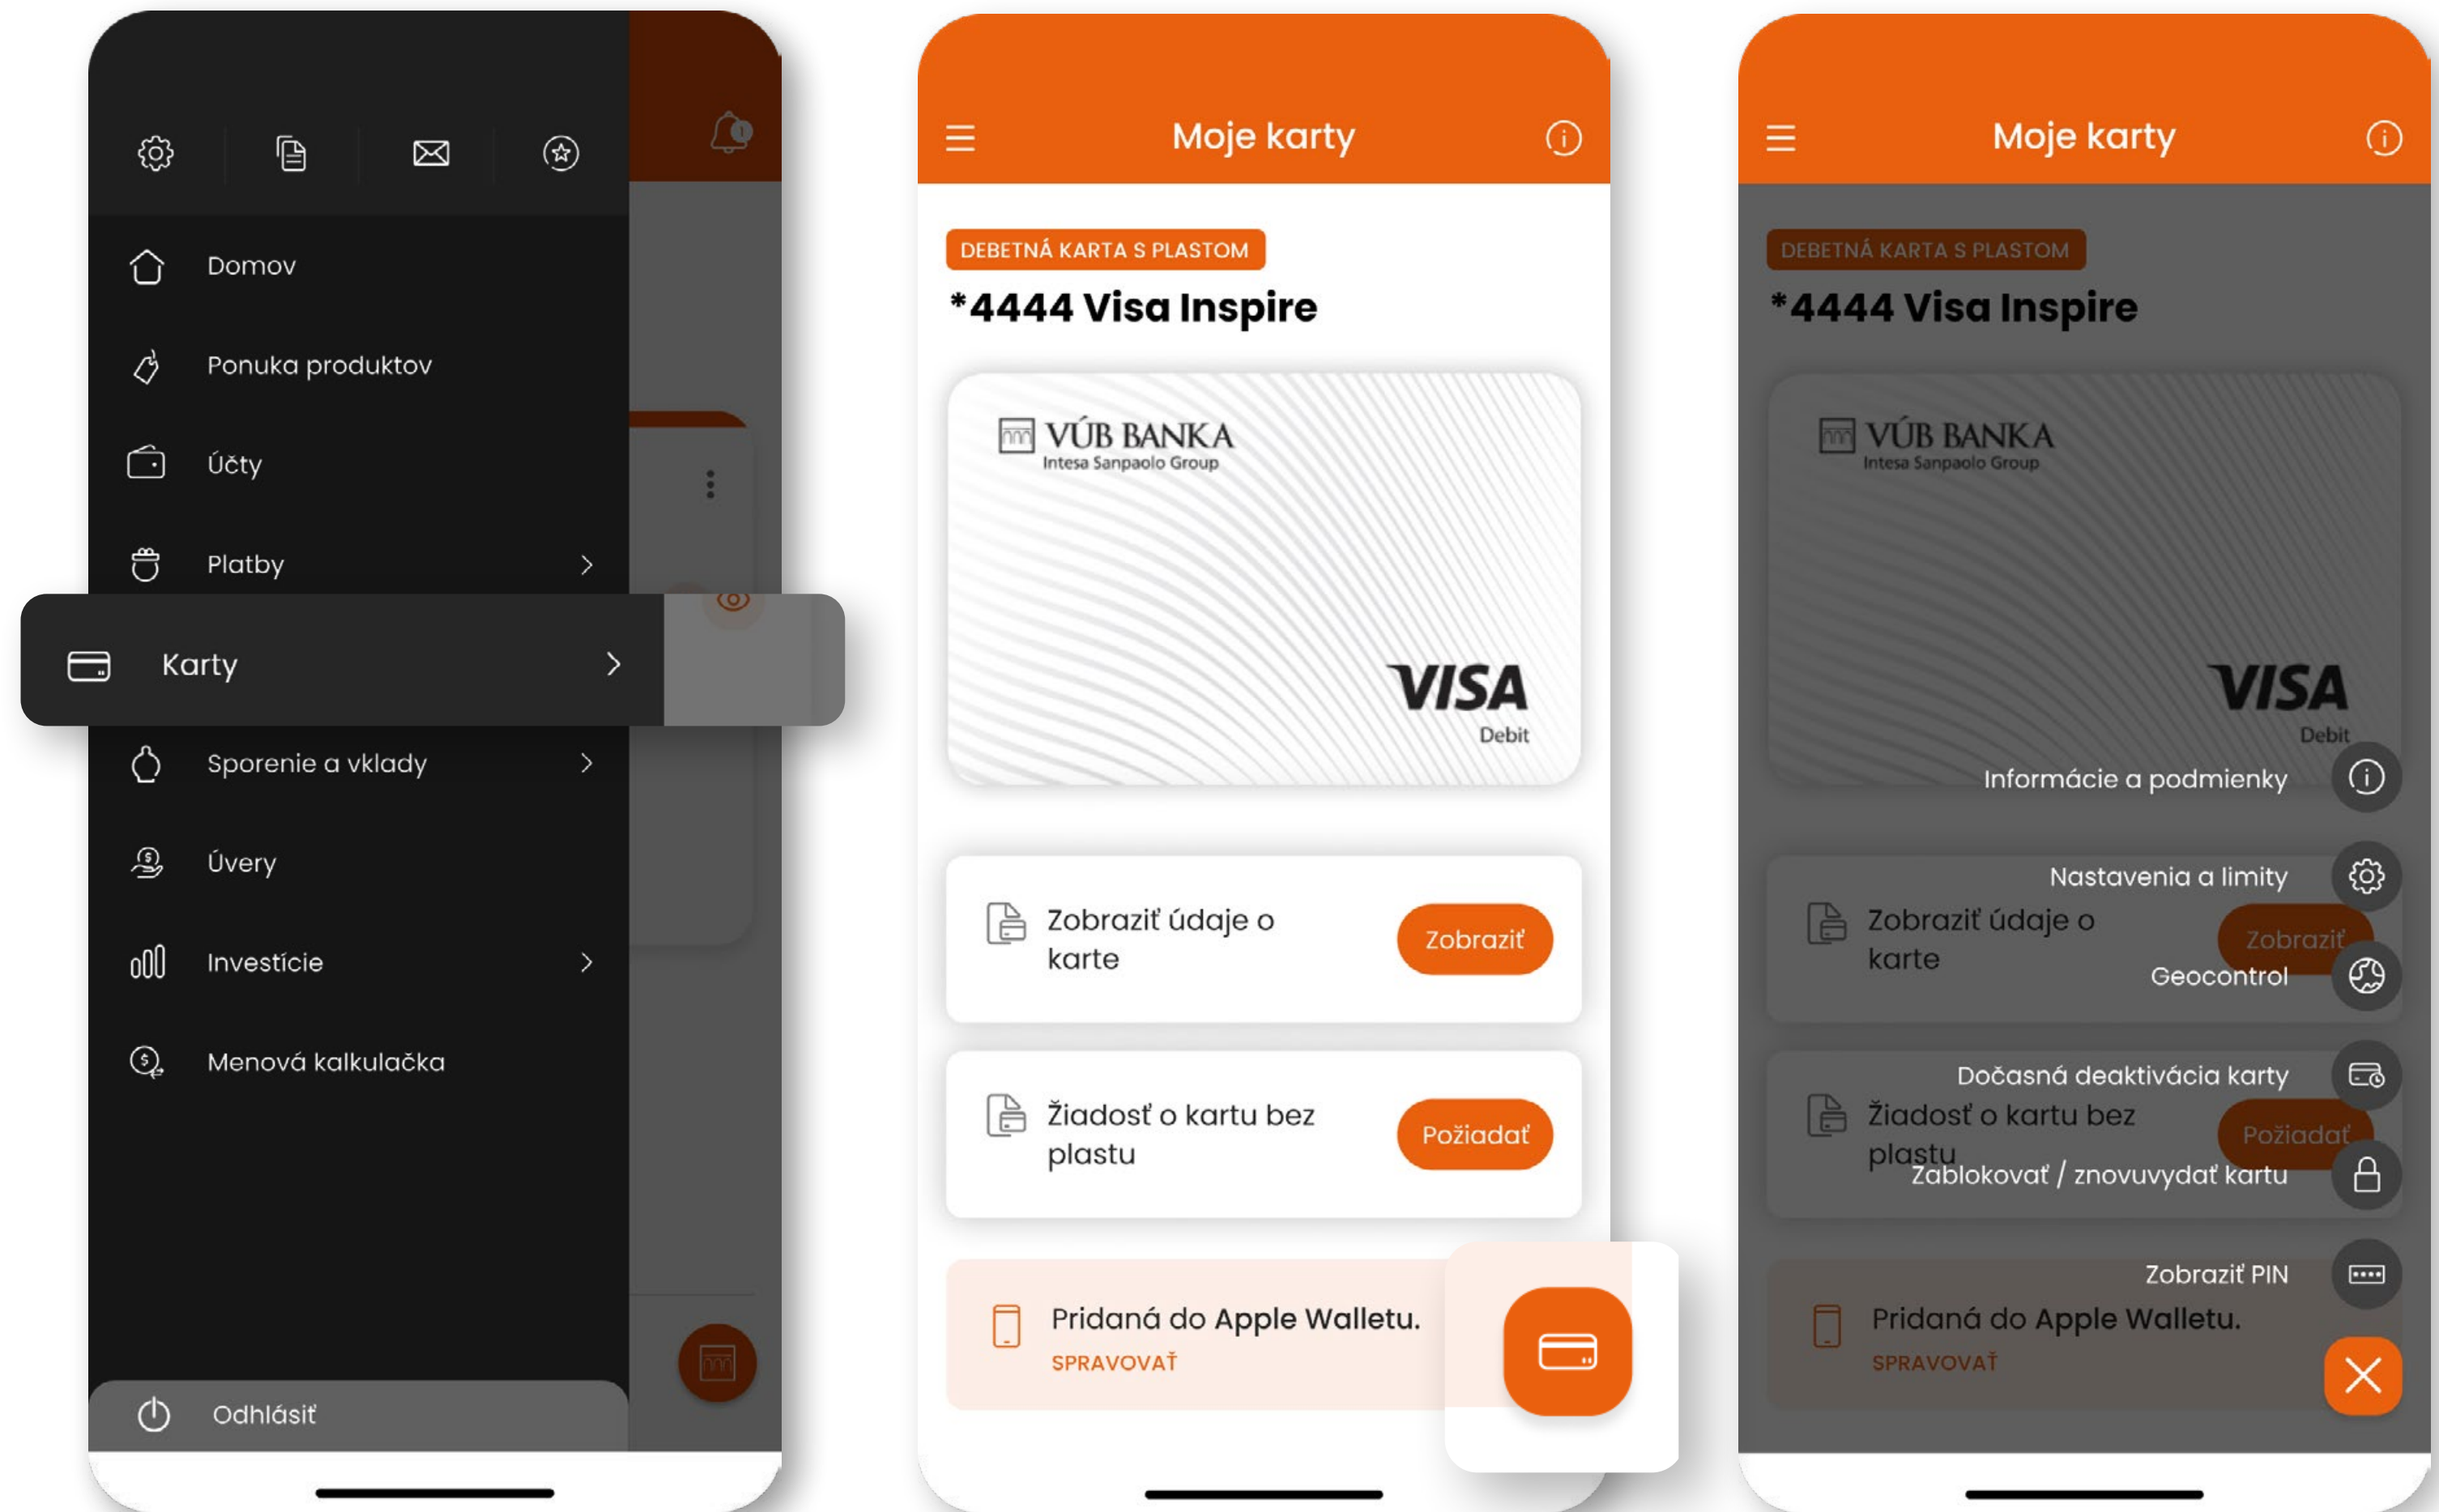 1
Domov
Ponuka produktov
Účty
Platby
Karty
Sporenie a vklady
Úvery
Investície
Menová kalkulačka
Odhlásiť
Moje karty
DEBETNÁ KARTA S PLASTOM
*4444 Visa Inspire
VÚB BANKA
Intesa Sanpaolo Group
VISA
Debit
Zobraziť údaje o
karte
Zobraziť
Žiadosť o kartu bez
plastu
Požiadať
Pridaná do Apple Walletu.
SPRAVOVAŤ
Moje karty
DEBETNÁ KARTA S PLASTOM
*4444 Visa Inspire
VÚB BANKA
Intesa Sanpaolo Group
VISA
Debit
Informácie a podmienky
Nastavenia a limity
Zobraziť údaje o
karte
Zobraziť
Geocontrol
Dočasná deaktivácia karty
Žiadosť o kartu bez
plastu
Požiadať
Zablokovať / znovuvydať kartu
Zobraziť PIN
Pridaná do Apple Walletu.
SPRAVOVAŤ